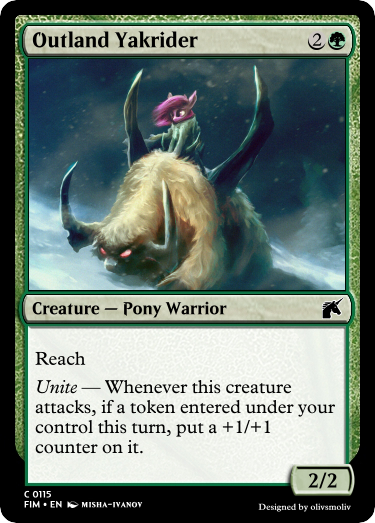 Outland Yakrider 2
Creature — Pony Warrior
Reach
Unite — Whenever this creature
attacks, if a token entered under your
control this turn, put a +1/+1
counter on it.
2/2
C 0115
FIM • EN MISHA-IVANOV
Designed by olivsmoliv